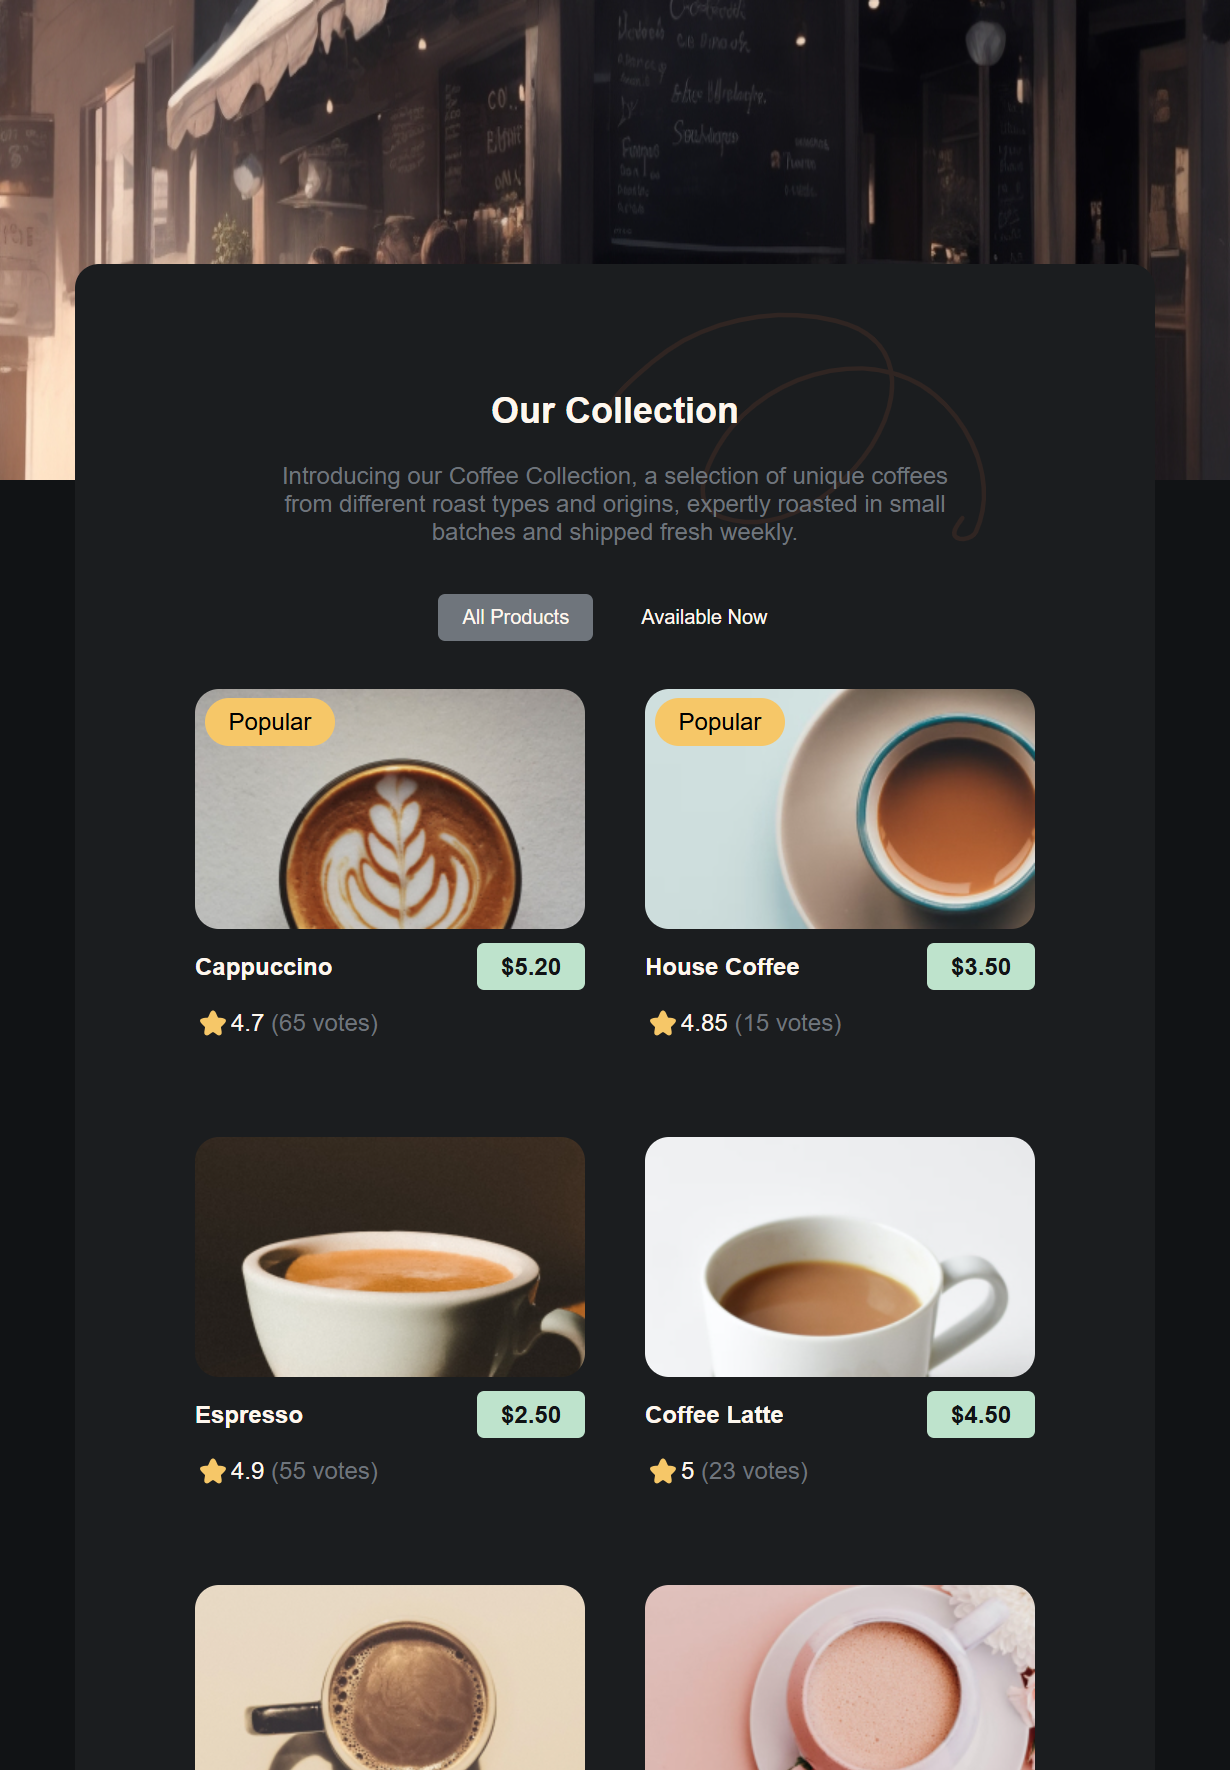 Our Collection
Introducing our Coffee Collection, a selection of unique coffees
from different roast types and origins, expertly roasted in small
batches and shipped fresh weekly.
All Products
Available Now
Popular
Popular
Cappuccino
$5.20
House Coffee
$3.50
4.7 (65 votes)
4.85 (15 votes)
Espresso
$2.50
Coffee Latte
$4.50
4.9 (55 votes)
5 (23 votes)